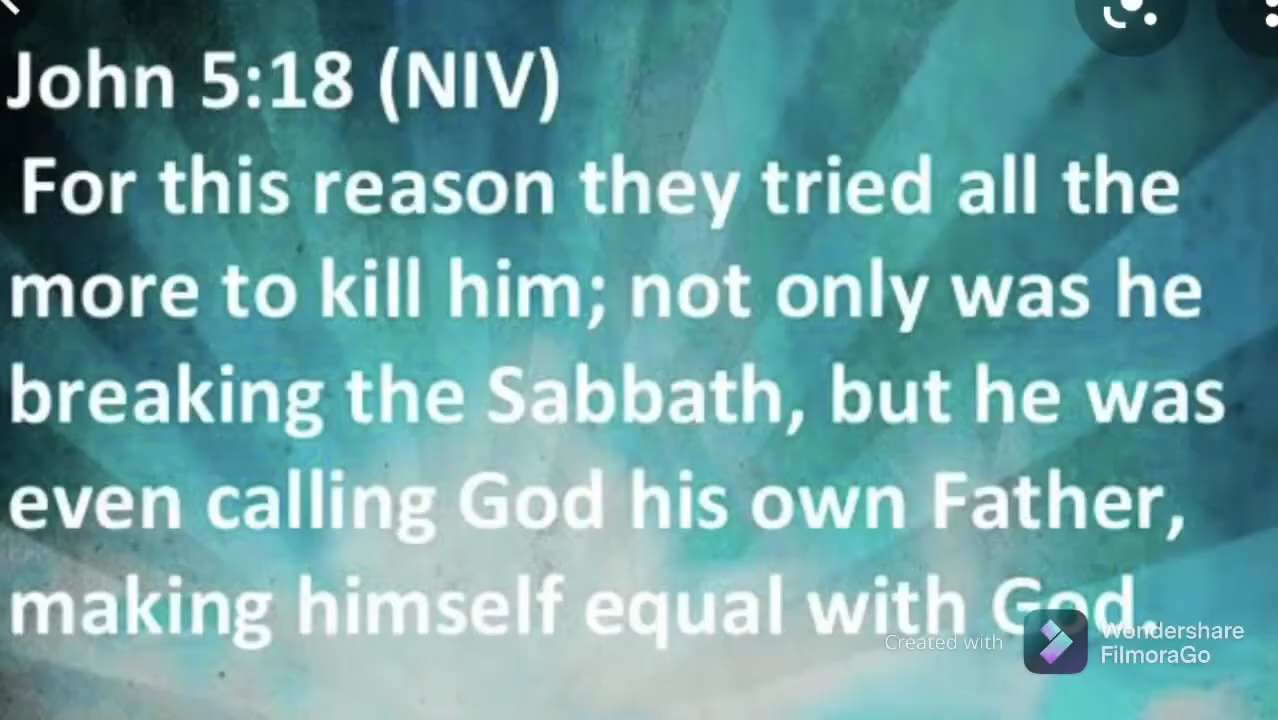 John 5:18 (NIV)
For this reason they tried all the
more to kill him; not only was he
breaking the Sabbath, but he was
even calling God his own Father,
making himself equal with God.
Created with
Wondershare
FilmoraGo